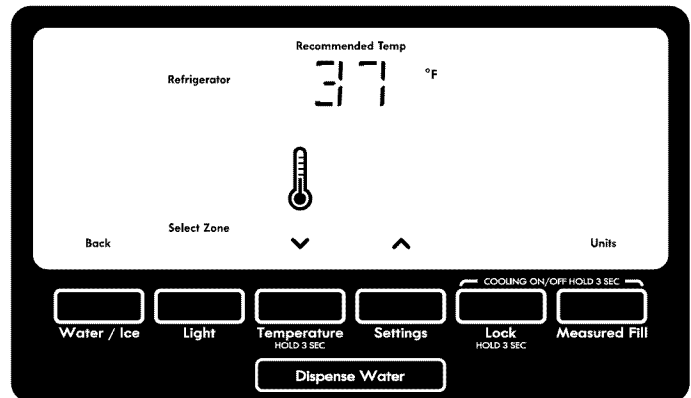 Recommended Temp
Refrigerator 37 °F
Select Zone
Back Units
COOLING ON/OFF HOLD 3 SEC
Water / Ice Light Temperature Settings Lock Measured Fill
HOLD 3 SEC HOLD 3 SEC
Dispense Water